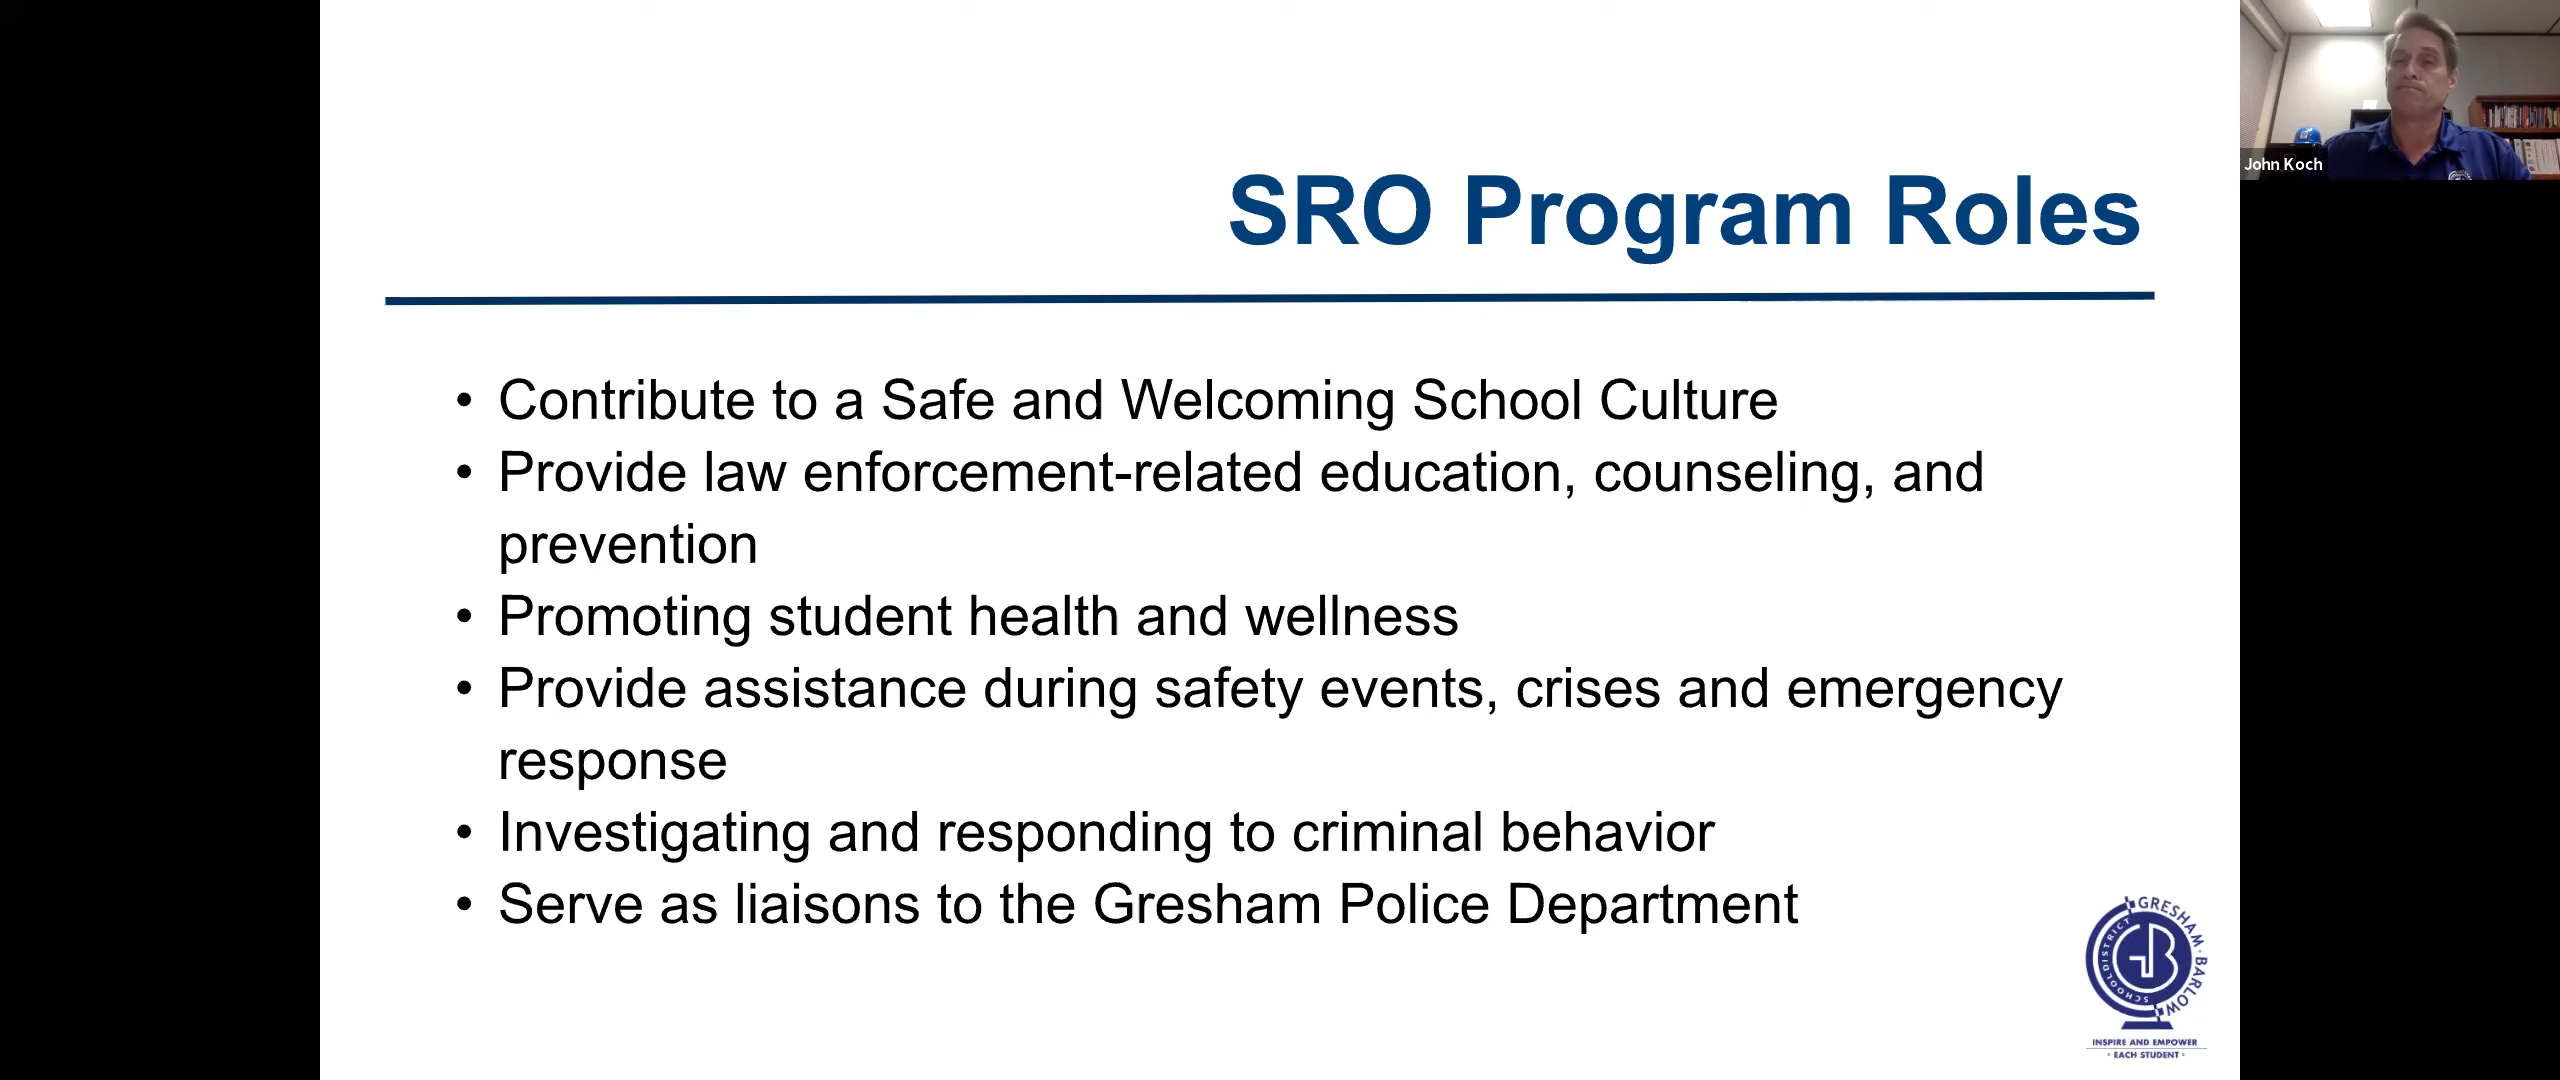 SRO Program Roles
John Koch
• Contribute to a Safe and Welcoming School Culture
• Provide law enforcement-related education, counseling, and
prevention
• Promoting student health and wellness
• Provide assistance during safety events, crises and emergency
response
• Investigating and responding to criminal behavior
• Serve as liaisons to the Gresham Police Department
GRESHAM·BARLOW
SCHOOL DISTRICT
GB
INSPIRE AND EMPOWER
• EACH STUDENT •